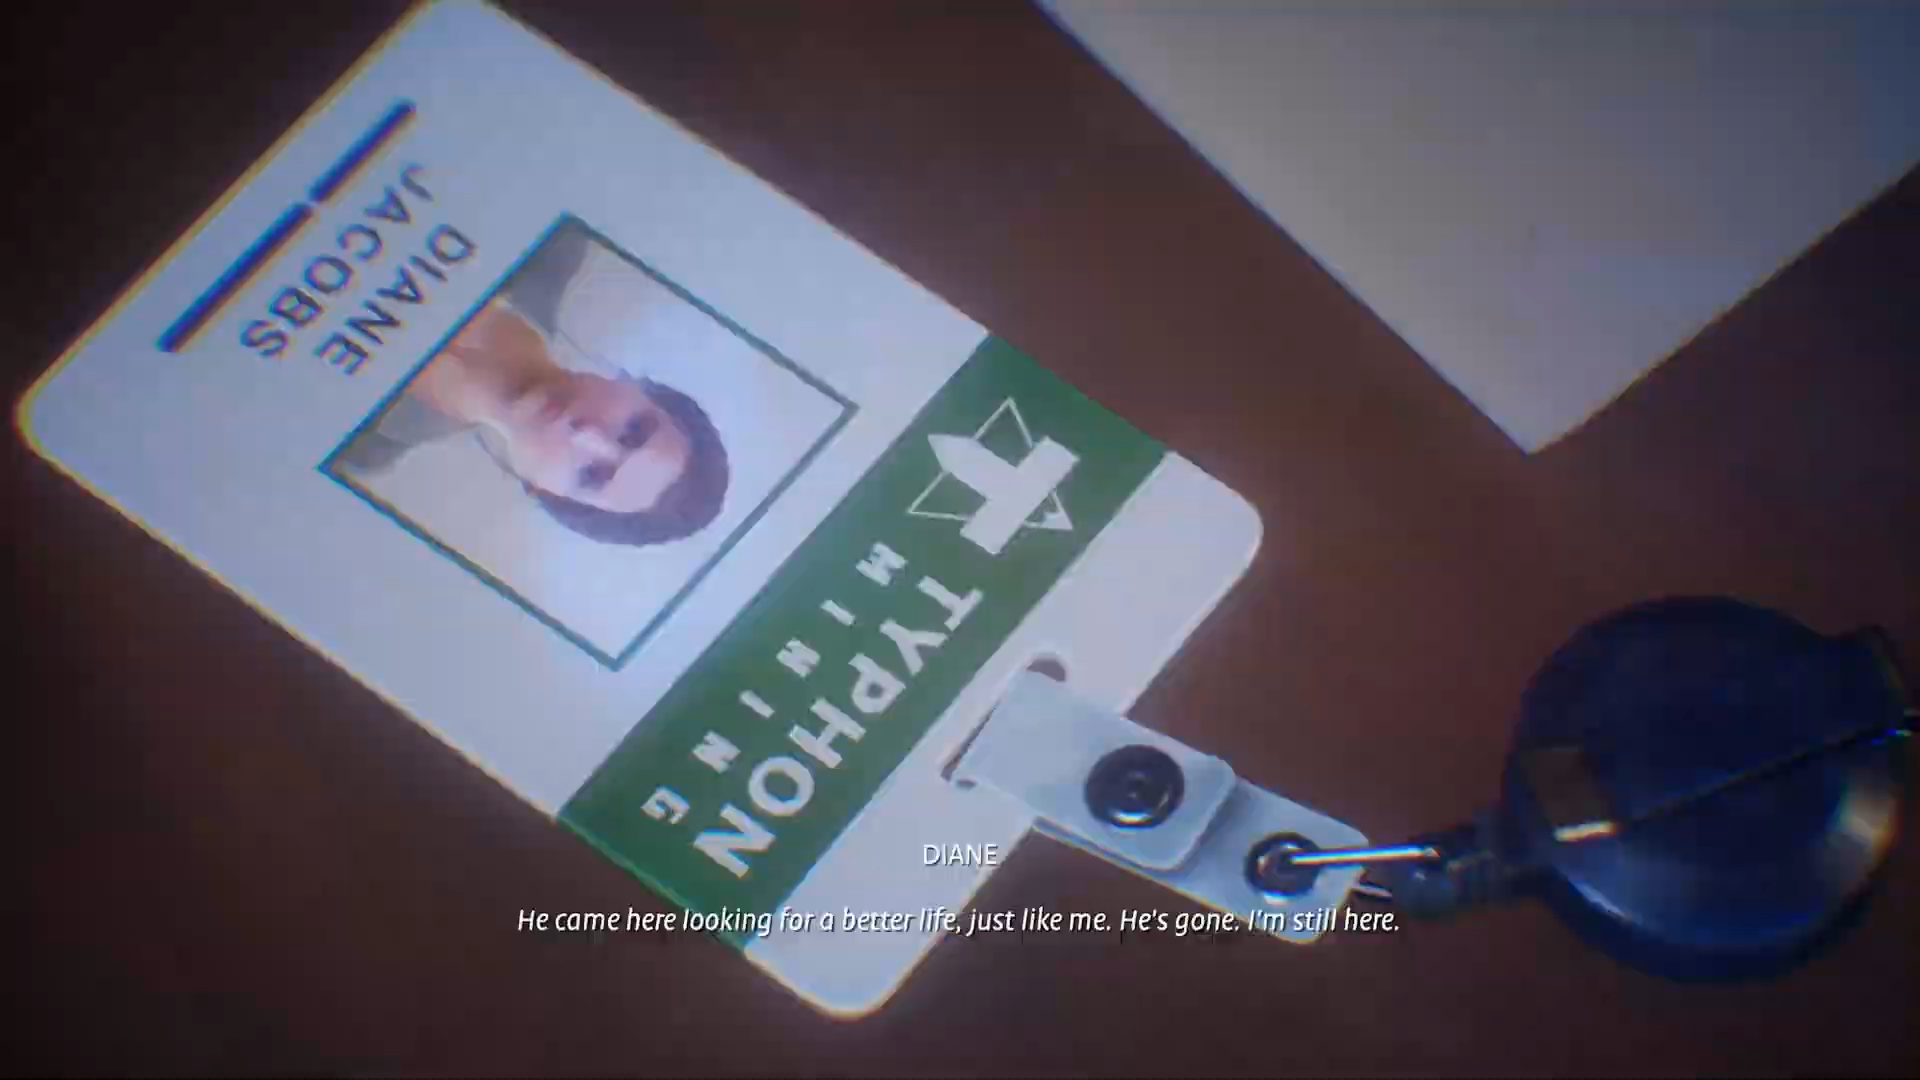 TYPHON
MINING
DIANE
JACOBS
DIANE
He came here looking for a better life, just like me. He's gone. I'm still here.